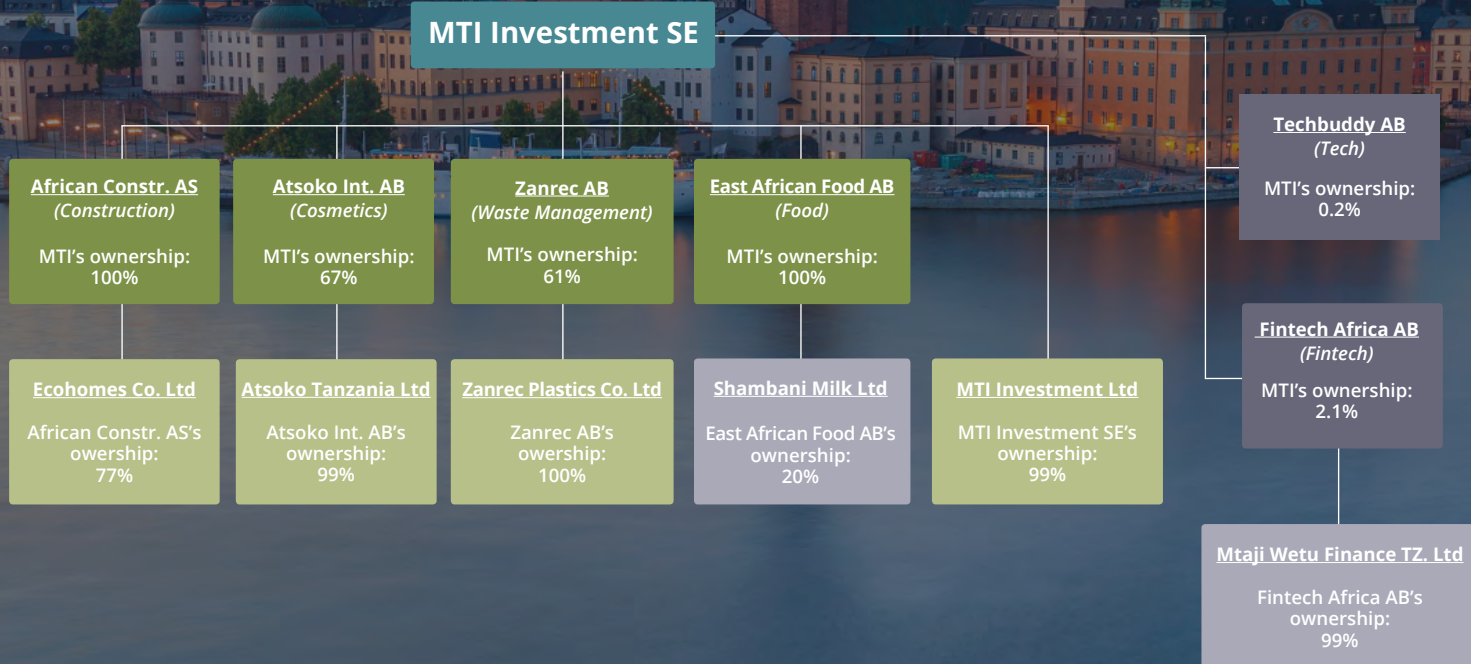 MTI Investment SE
Techbuddy AB
(Tech)
MTI's ownership:
0.2%
African Constr. AS
(Construction)
MTI's ownership:
100%
Atsoko Int. AB
(Cosmetics)
MTI's ownership:
67%
Zanrec AB
(Waste Management)
MTI's ownership:
61%
East African Food AB
(Food)
MTI's ownership:
100%
Fintech Africa AB
(Fintech)
MTI's ownership:
2.1%
Ecohomes Co. Ltd
African Constr. AS's
owership:
77%
Atsoko Tanzania Ltd
Atsoko Int. AB's
ownership:
99%
Zanrec Plastics Co. Ltd
Zanrec AB's
owership:
100%
Shambani Milk Ltd
East African Food AB's
ownership:
20%
MTI Investment Ltd
MTI Investment SE's
ownership:
99%
Mtaji Wetu Finance TZ. Ltd
Fintech Africa AB's
ownership:
99%